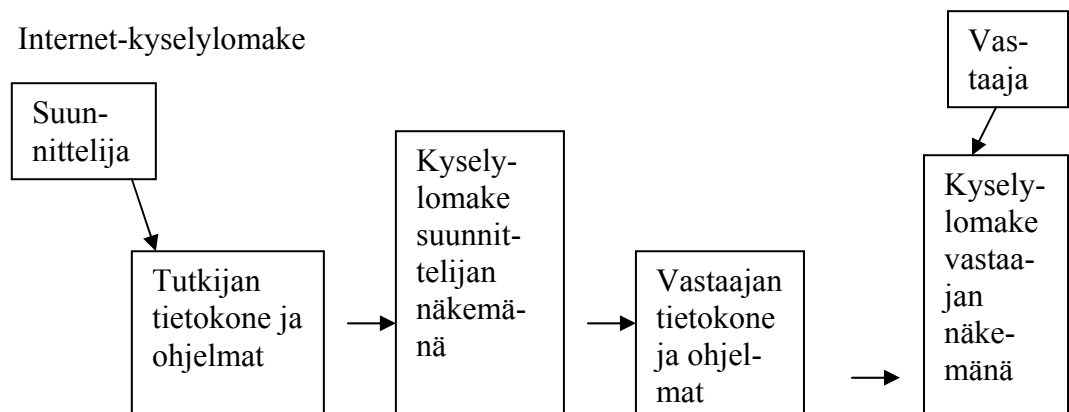 Internet-kyselylomake
Suun-
nittelija
Tutkijan
tietokone ja
ohjelmat
Kysely-
lomake
suunnit-
telijan
näkemä-
nä
Vastaajan
tietokone
ja ohjel-
mat
Vas-
taaja
Kysely-
lomake
vastaa-
jan
näke-
mänä